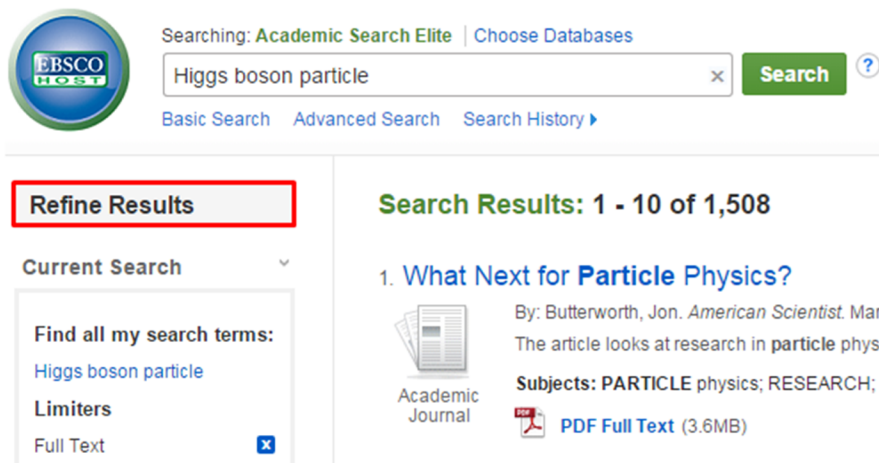 Searching: Academic Search Elite | Choose Databases
EBSCO
HOST
Higgs boson particle × Search ?
Basic Search Advanced Search Search History
Refine Results
Search Results: 1 - 10 of 1,508
Current Search
1. What Next for Particle Physics?
By: Butterworth, Jon. American Scientist. Mar
The article looks at research in particle phys
Subjects: PARTICLE physics; RESEARCH;
Academic
Journal
PDF PDF Full Text (3.6MB)
Find all my search terms:
Higgs boson particle
Limiters
Full Text x